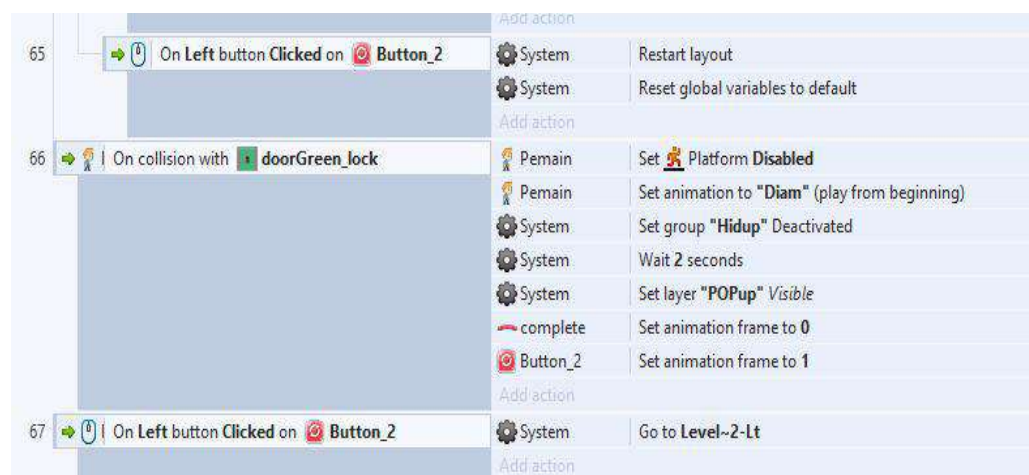 Add action
65 On Left button Clicked on Button_2 System Restart layout
System Reset global variables to default
Add action
66 On collision with doorGreen_lock Pemain Set Platform Disabled
Pemain Set animation to "Diam" (play from beginning)
System Set group "Hidup" Deactivated
System Wait 2 seconds
System Set layer "POPup" Visible
complete Set animation frame to 0
Button_2 Set animation frame to 1
Add action
67 On Left button Clicked on Button_2 System Go to Level~2-Lt
Add action